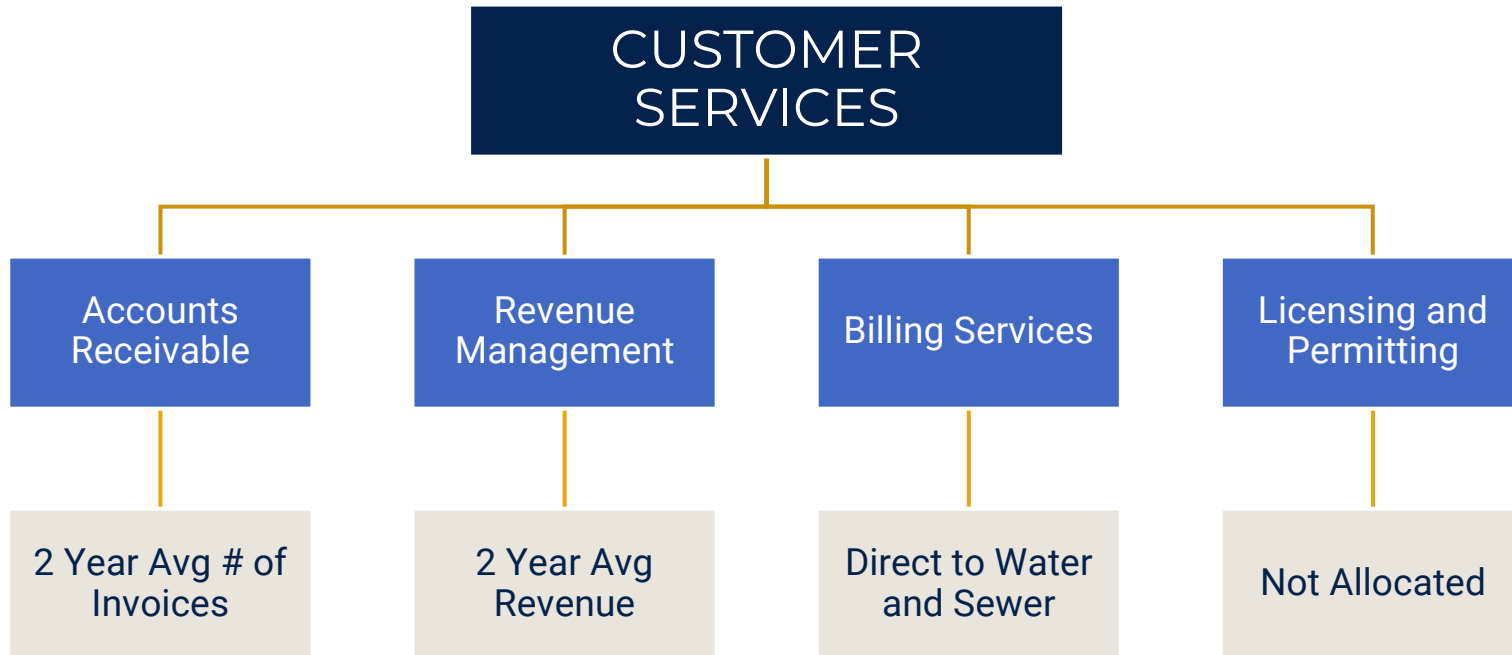 CUSTOMER
SERVICES
Accounts
Receivable
Revenue
Management
Billing Services
Licensing and
Permitting
2 Year Avg # of
Invoices
2 Year Avg
Revenue
Direct to Water
and Sewer
Not Allocated